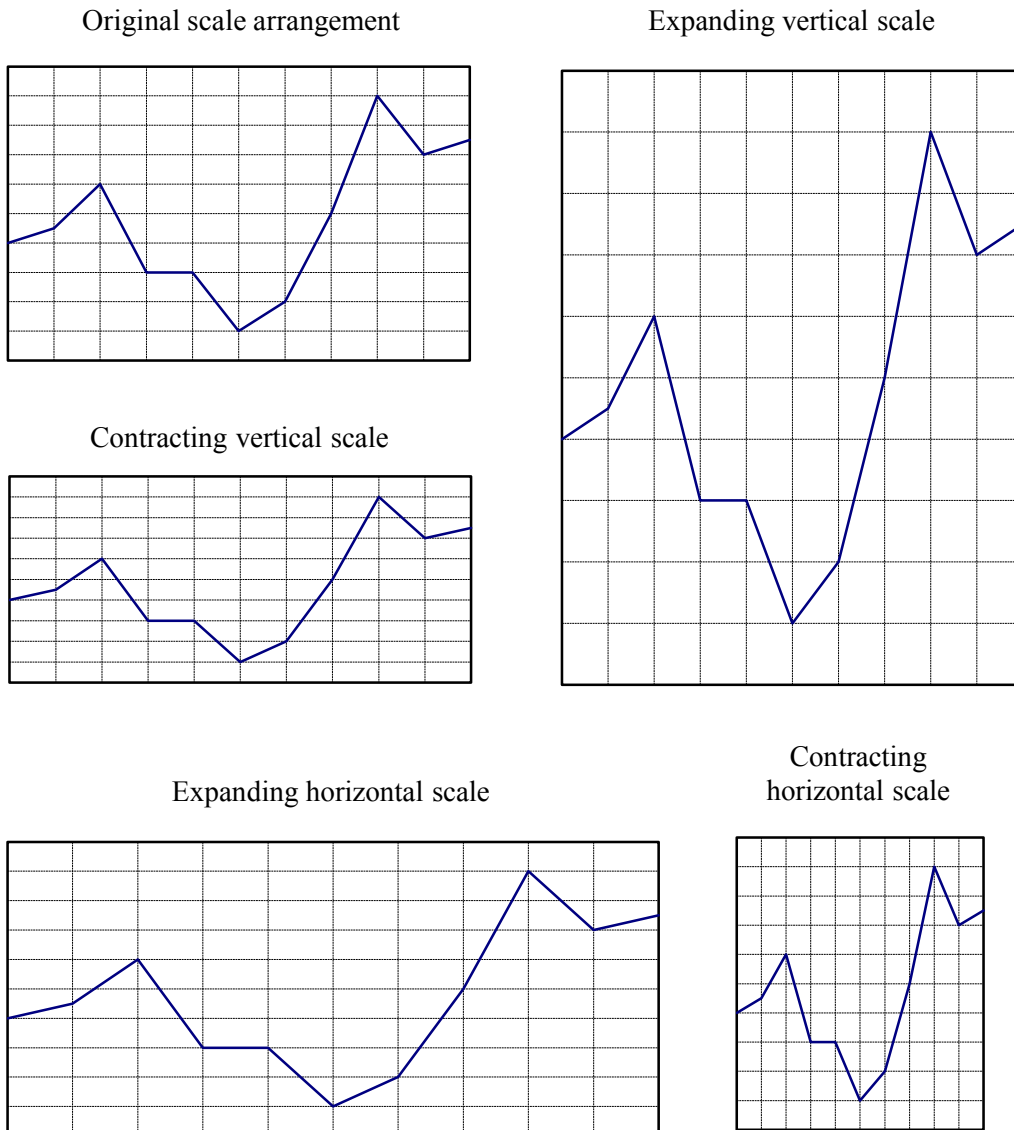 Original scale arrangement
Expanding vertical scale
Contracting vertical scale
Expanding horizontal scale
Contracting
horizontal scale